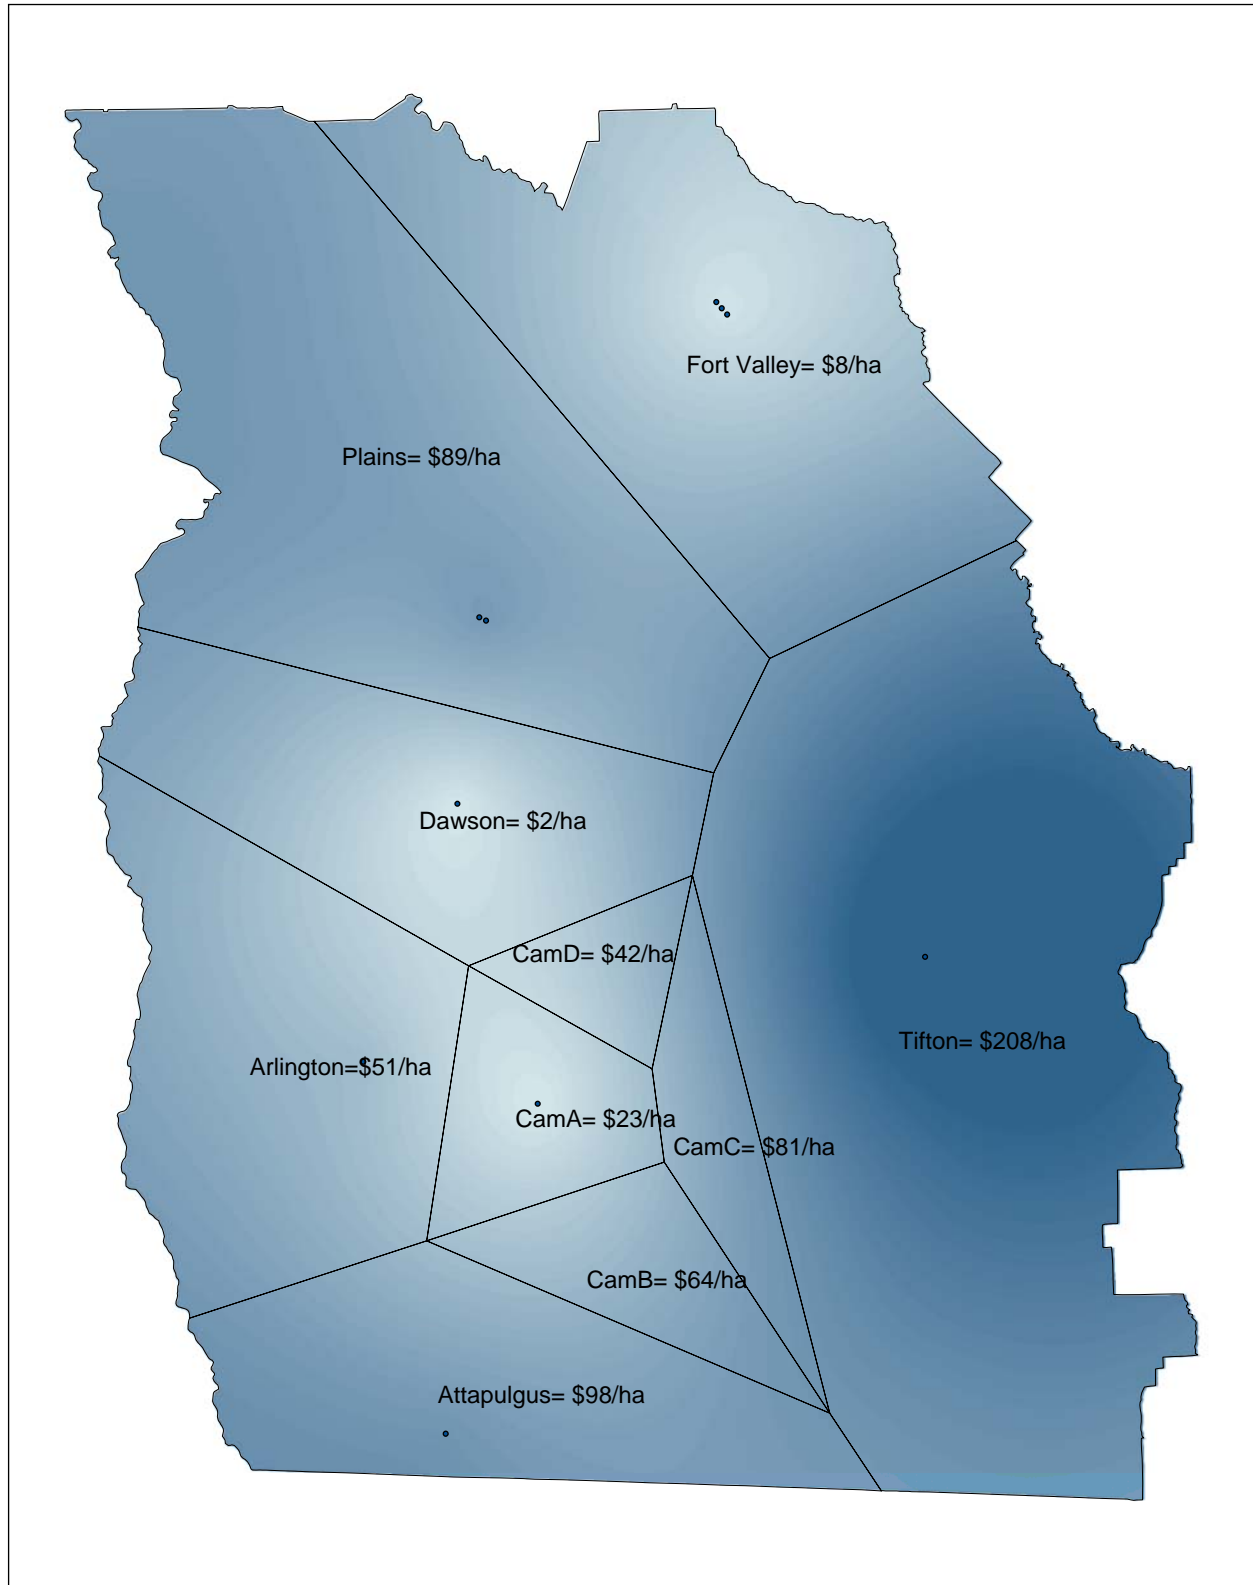 Fort Valley= $8/ha
Plains= $89/ha
Dawson= $2/ha
CamD= $42/ha
Tifton= $208/ha
Arlington=$51/ha
CamA= $23/ha
CamC= $81/ha
CamB= $64/ha
Attapulgus= $98/ha